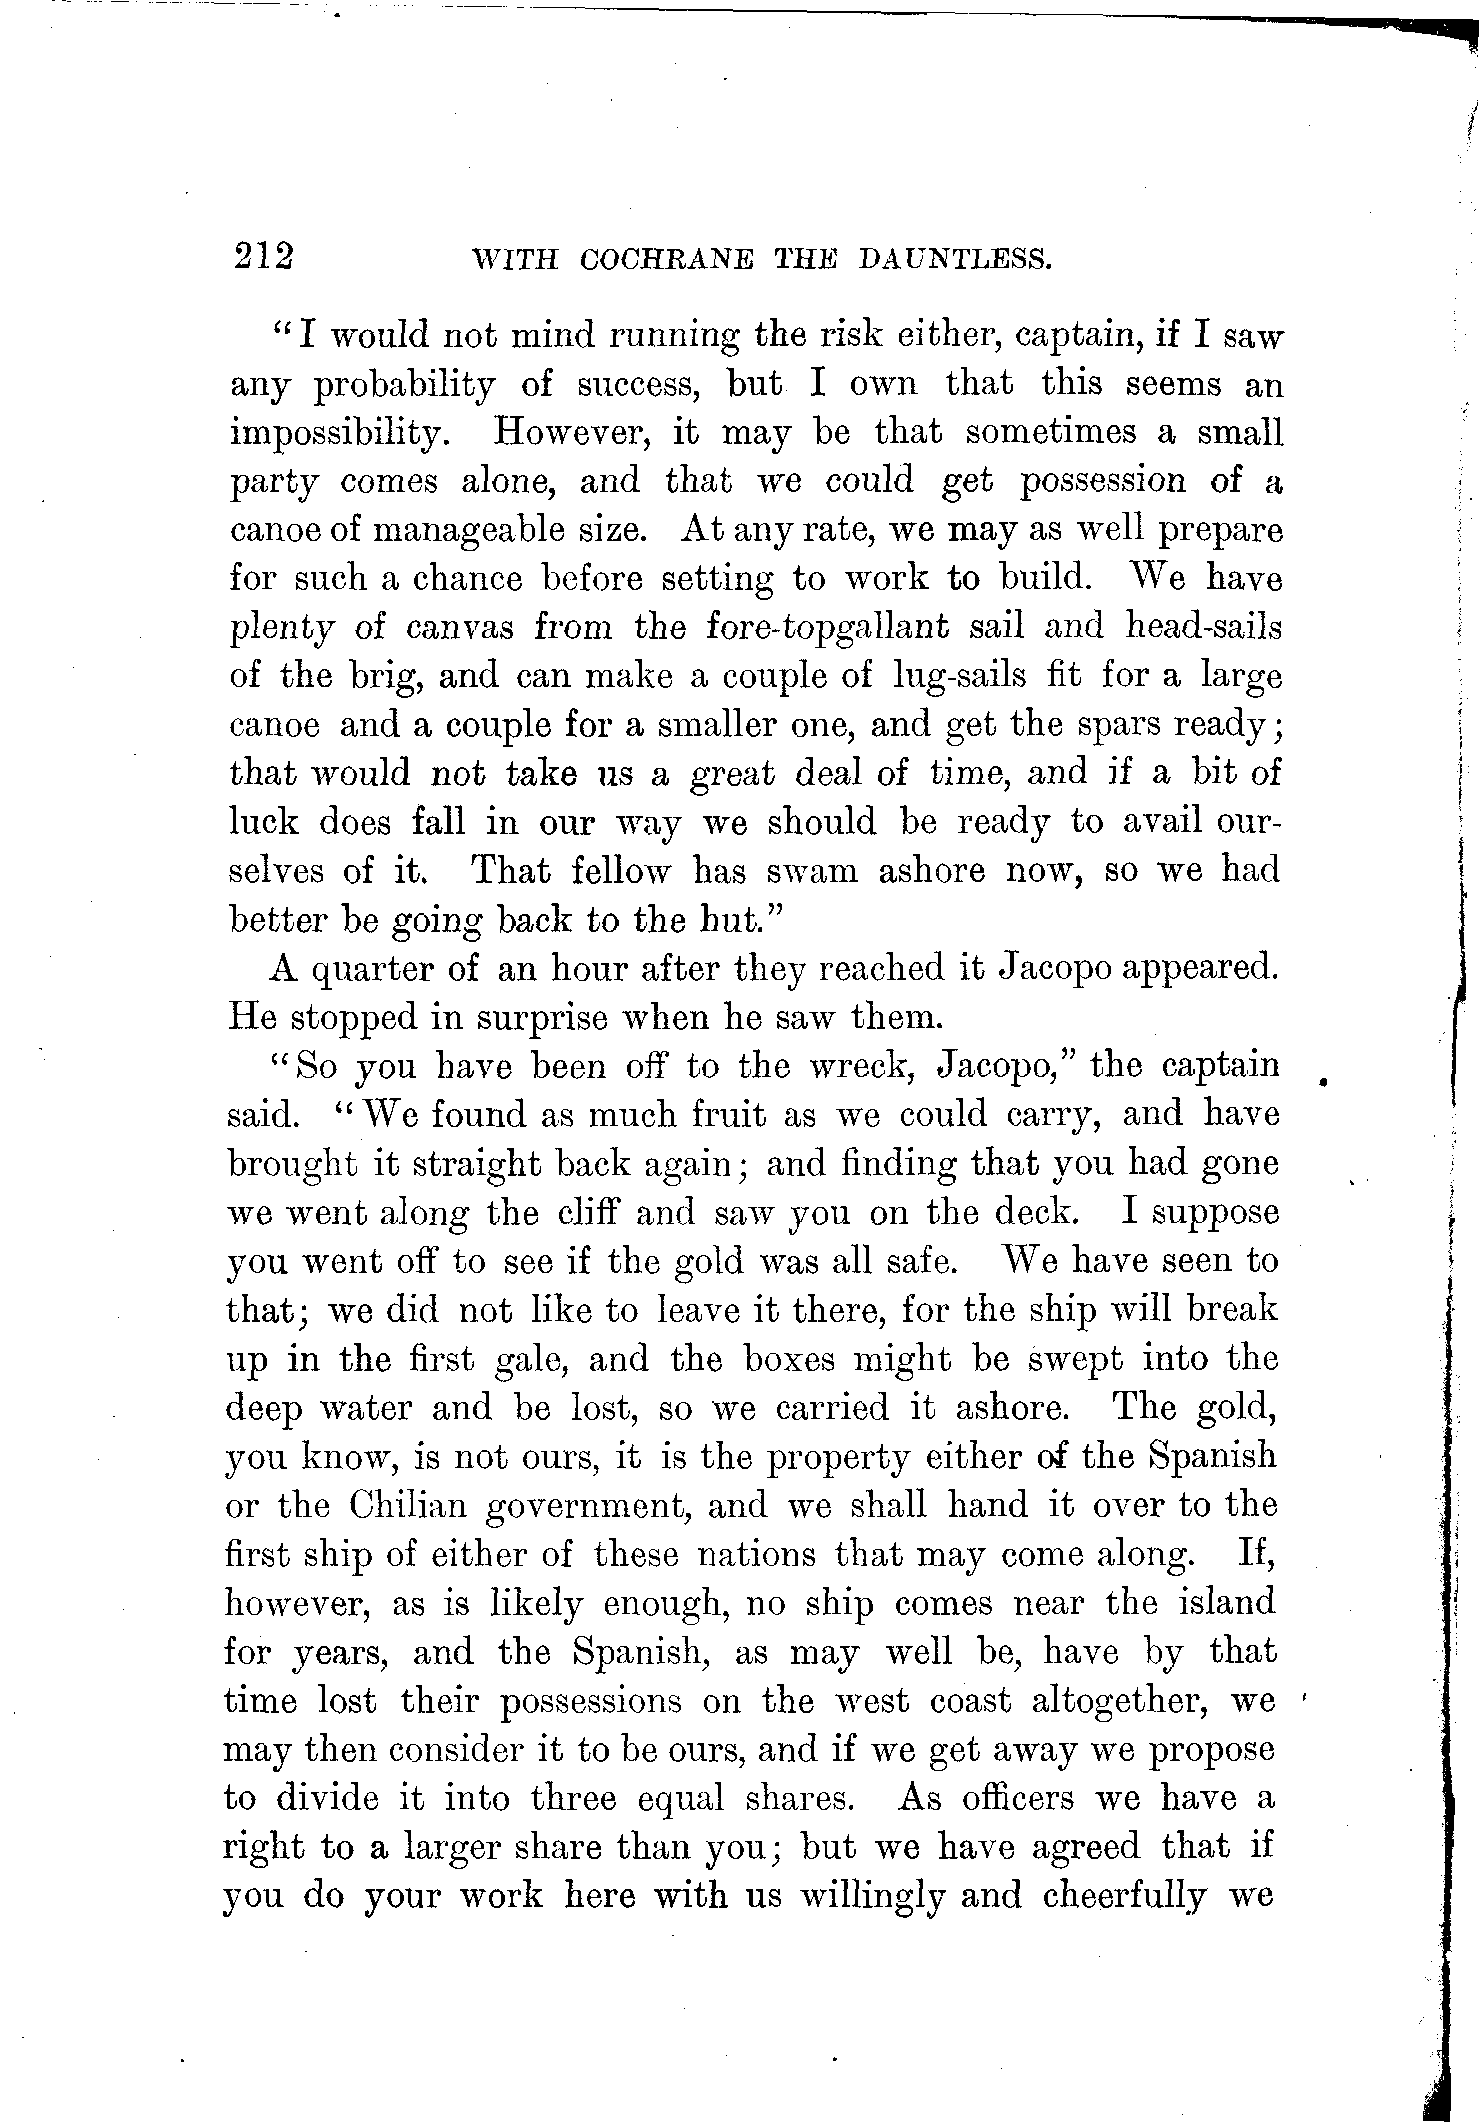 212 WITH COCHRANE THE DAUNTLESS.
“I would not mind running the risk either, captain, if I saw
any probability of success, but I own that this seems an
impossibility. However, it may be that sometimes a small
party comes alone, and that we could get possession of a
canoe of manageable size. At any rate, we may as well prepare
for such a chance before setting to work to build. We have
plenty of canvas from the fore-topgallant sail and head-sails
of the brig, and can make a couple of lug-sails fit for a large
canoe and a couple for a smaller one, and get the spars ready;
that would not take us a great deal of time, and if a bit of
luck does fall in our way we should be ready to avail our-
selves of it. That fellow has swam ashore now, so we had
better be going back to the hut.”
A quarter of an hour after they reached it Jacopo appeared.
He stopped in surprise when he saw them.
“So you have been off to the wreck, Jacopo,” the captain
said. “We found as much fruit as we could carry, and have
brought it straight back again; and finding that you had gone
we went along the cliff and saw you on the deck. I suppose
you went off to see if the gold was all safe. We have seen to
that; we did not like to leave it there, for the ship will break
up in the first gale, and the boxes might be swept into the
deep water and be lost, so we carried it ashore. The gold,
you know, is not ours, it is the property either of the Spanish
or the Chilian government, and we shall hand it over to the
first ship of either of these nations that may come along. If,
however, as is likely enough, no ship comes near the island
for years, and the Spanish, as may well be, have by that
time lost their possessions on the west coast altogether, we
may then consider it to be ours, and if we get away we propose
to divide it into three equal shares. As officers we have a
right to a larger share than you; but we have agreed that if
you do your work here with us willingly and cheerfully we